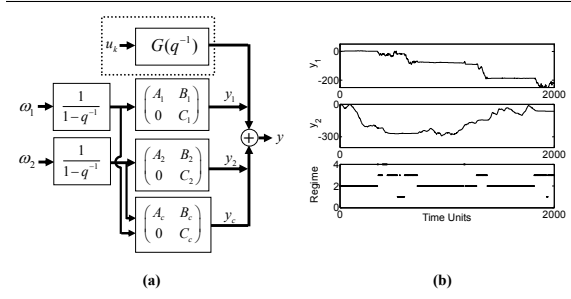 u_k
G(q^{-1})
ω_1
1
1-q^{-1}
A_1 B_1
0 C_1
y_1
y
ω_2
1
1-q^{-1}
A_2 B_2
0 C_2
y_2
A_c B_c
0 C_c
y_c
(a)
y_1
0
-200
0 2000
y_2
0
-300
0 2000
Regime
4
2
0
0 2000
Time Units
(b)